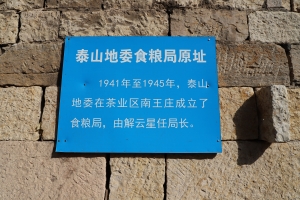 泰山地委食粮局原址
1941年至1945年，泰山
地委在茶业区南王庄成立了
食粮局，由解云星任局长。